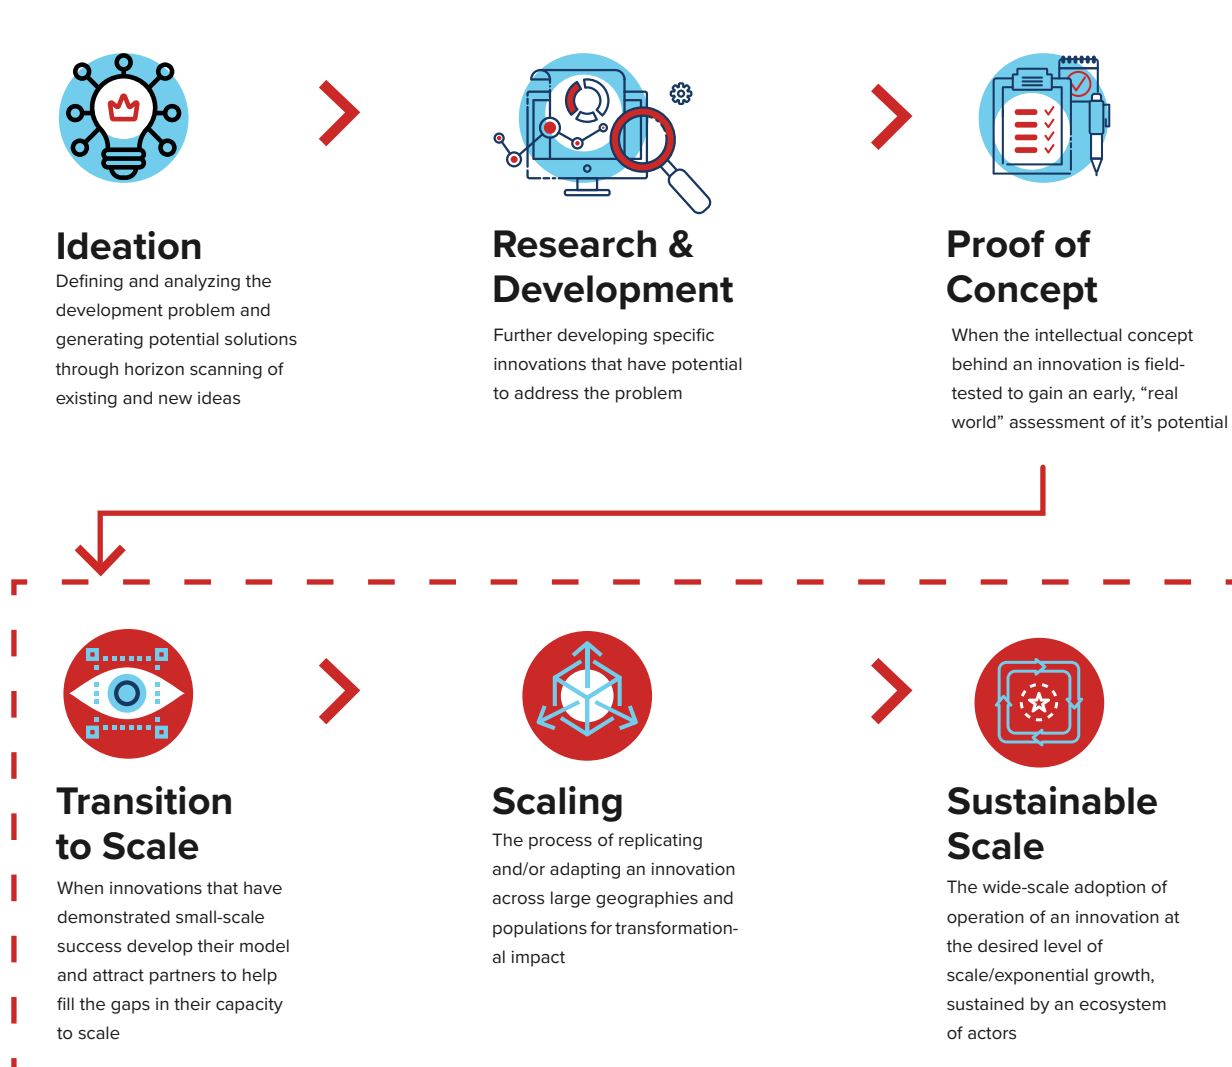 Ideation
Defining and analyzing the
development problem and
generating potential solutions
through horizon scanning of
existing and new ideas
Research &
Development
Further developing specific
innovations that have potential
to address the problem
Proof of
Concept
When the intellectual concept
behind an innovation is field-
tested to gain an early, “real
world” assessment of it’s potential
Transition
to Scale
When innovations that have
demonstrated small-scale
success develop their model
and attract partners to help
fill the gaps in their capacity
to scale
Scaling
The process of replicating
and/or adapting an innovation
across large geographies and
populations for transformation-
al impact
Sustainable
Scale
The wide-scale adoption of
operation of an innovation at
the desired level of
scale/exponential growth,
sustained by an ecosystem
of actors